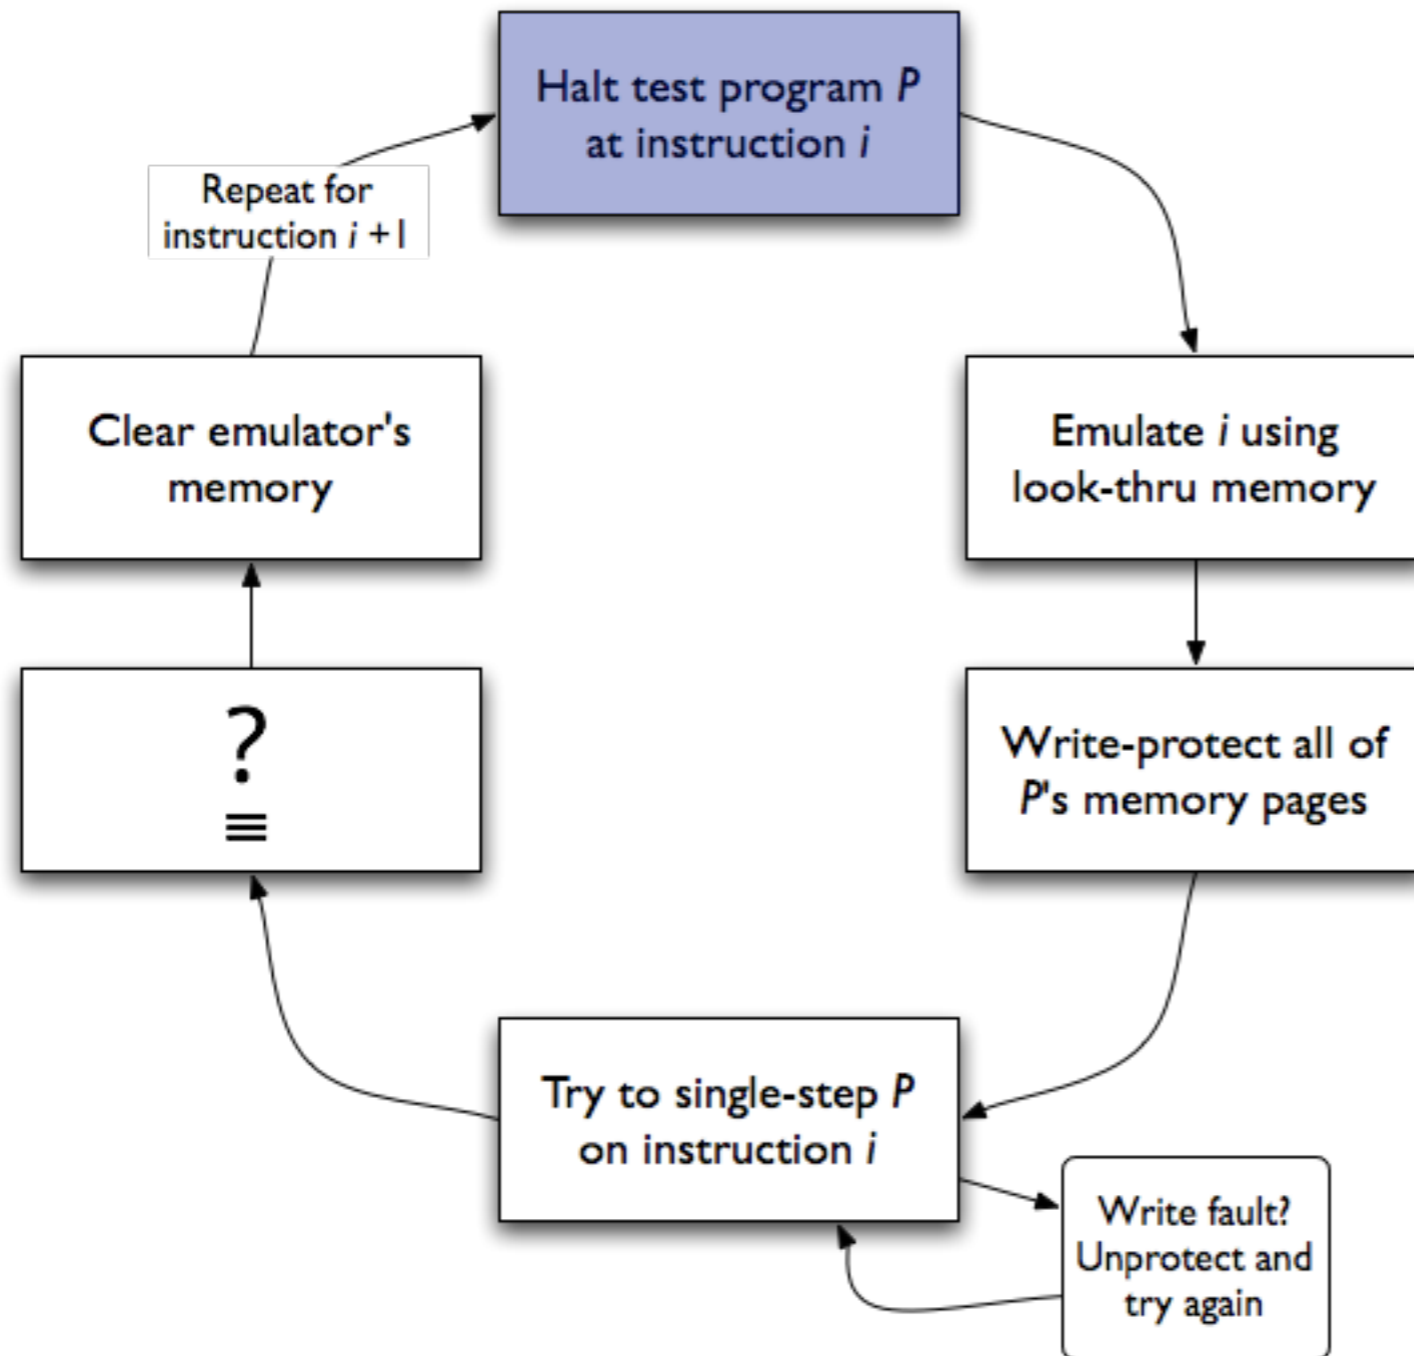 Halt test program P
at instruction i
Repeat for
instruction i +1
Clear emulator's
memory
Emulate i using
look-thru memory
?
≡
Write-protect all of
P's memory pages
Try to single-step P
on instruction i
Write fault?
Unprotect and
try again